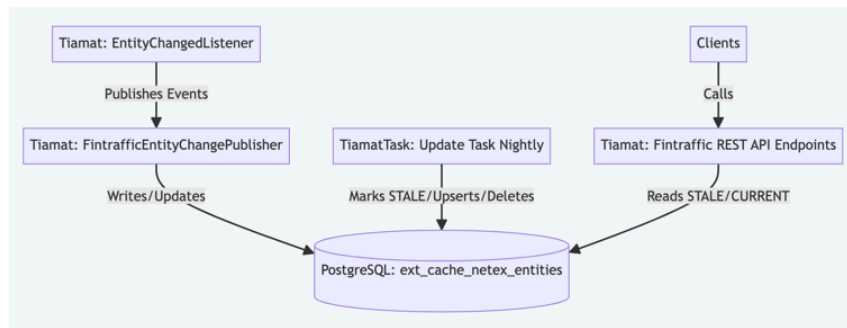 Tiamat: EntityChangedListener
Clients
Publishes Events
Calls
Tiamat: FintrafficEntityChangePublisher
TiamatTask: Update Task Nightly
Tiamat: Fintraffic REST API Endpoints
Writes/Updates
Marks STALE/Upserts/Deletes
Reads STALE/CURRENT
PostgreSQL: ext_cache_netex_entities